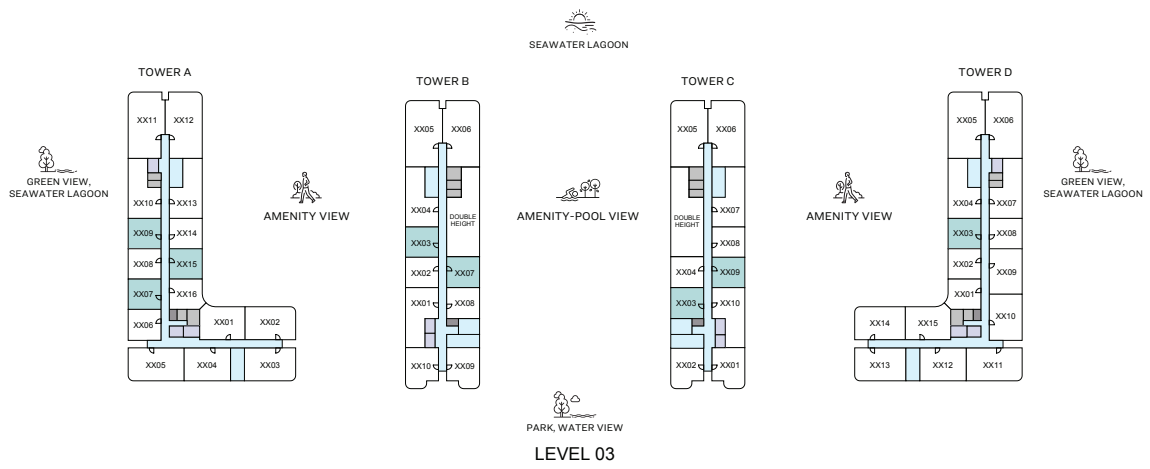 SEAWATER LAGOON
TOWER A
TOWER B
TOWER C
TOWER D
GREEN VIEW,
SEAWATER LAGOON
AMENITY VIEW
AMENITY-POOL VIEW
AMENITY VIEW
GREEN VIEW,
SEAWATER LAGOON
XX11 XX12
XX10 XX13
XX09 XX14
XX08 XX15
XX07 XX16
XX06 XX01 XX02
XX05 XX04 XX03
XX05 XX06
XX04
DOUBLE
HEIGHT
XX03
XX02 XX07
XX01 XX08
XX10 XX09
XX05 XX06
XX07
DOUBLE
HEIGHT
XX08
XX04 XX09
XX03 XX10
XX02 XX01
XX05 XX06
XX04 XX07
XX03 XX08
XX02 XX09
XX01
XX10
XX14 XX15
XX13 XX12 XX11
PARK, WATER VIEW
LEVEL 03